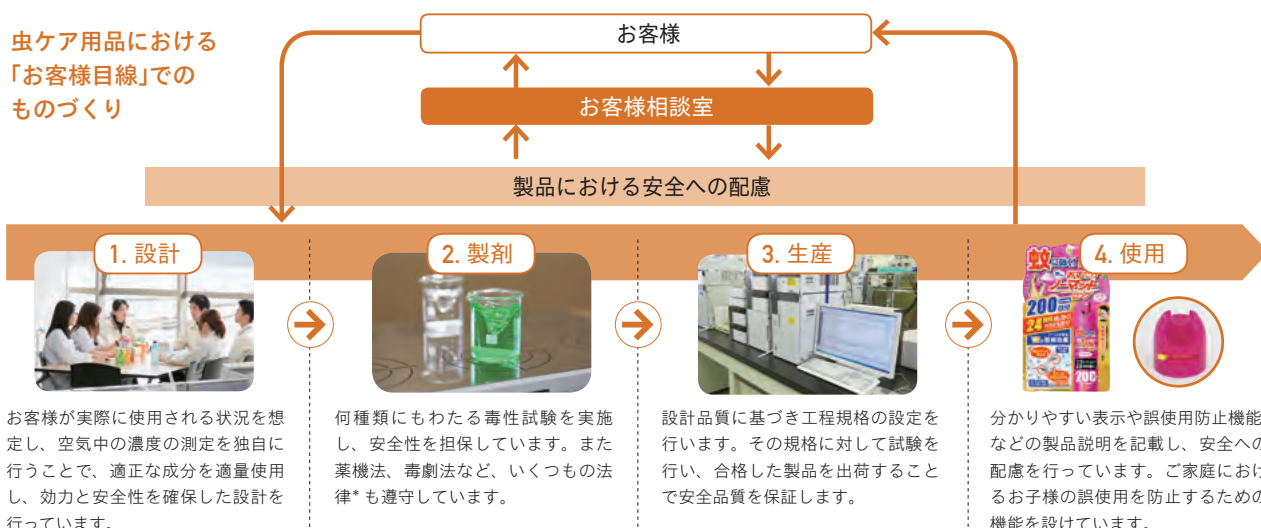 虫ケア用品における
「お客様目線」での
ものづくり
お客様
お客様相談室
製品における安全への配慮
1. 設計
2. 製剤
3. 生産
4. 使用
200
24
200
お客様が実際に使用される状況を想
定し、空気中の濃度の測定を独自に
行うことで、適正な成分を適量使用
し、効力と安全性を確保した設計を
行っています。
何種類にもわたる毒性試験を実施
し、安全性を担保しています。また
薬機法、毒劇法など、いくつもの法
律* も遵守しています。
設計品質に基づき工程規格の設定を
行います。その規格に対して試験を
行い、合格した製品を出荷すること
で安全品質を保証します。
分かりやすい表示や誤使用防止機能
などの製品説明を記載し、安全への
配慮を行っています。ご家庭におけ
るお子様の誤使用を防止するための
機能を設けています。